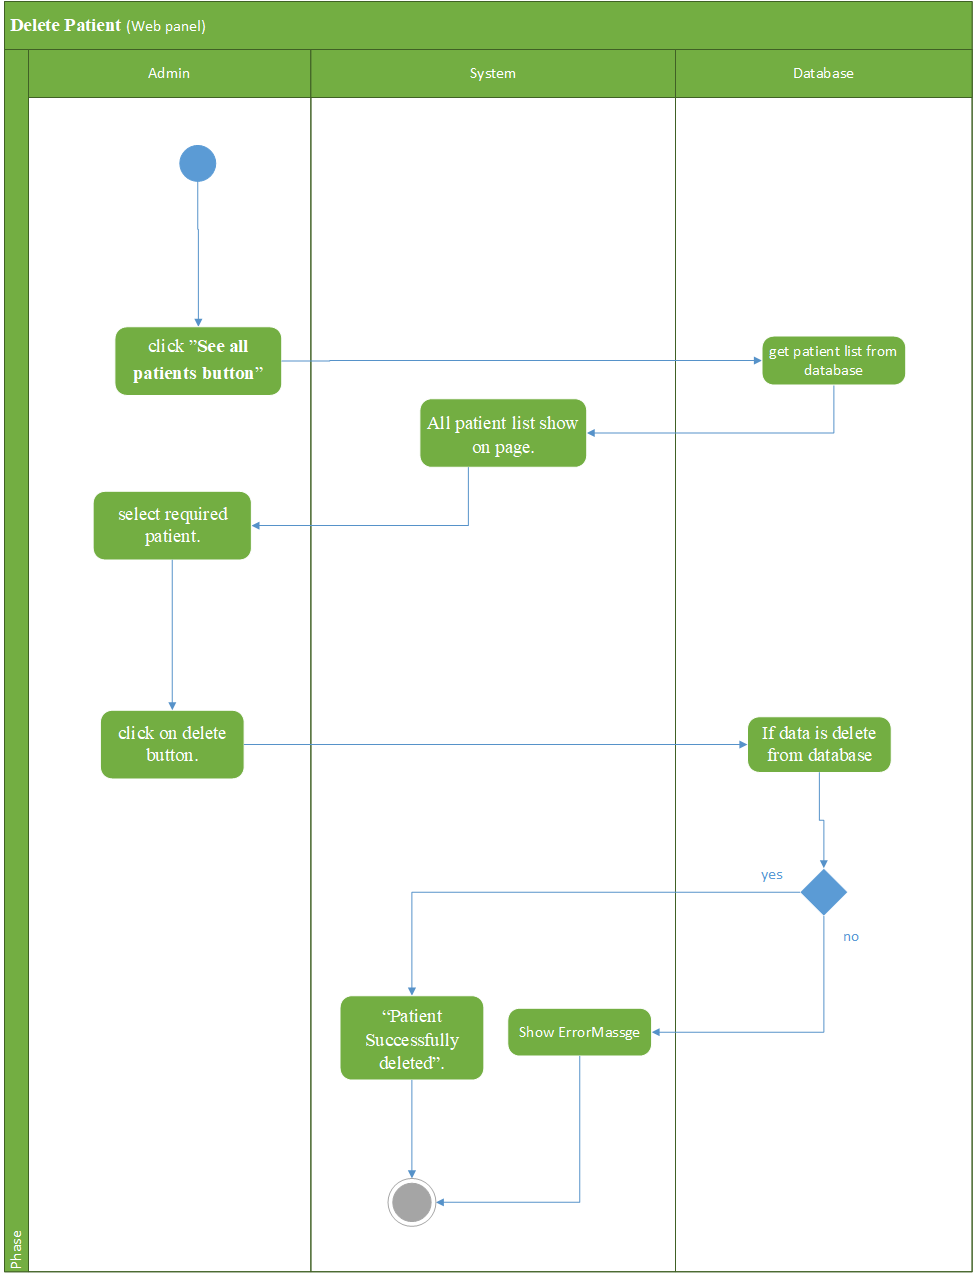 Delete Patient (Web panel)
Admin
System
Database
click ”See all
patients button”
get patient list from
database
All patient list show
on page.
select required
patient.
click on delete
button.
If data is delete
from database
yes
no
“Patient
Successfully
deleted”.
Show ErrorMassge
Phase